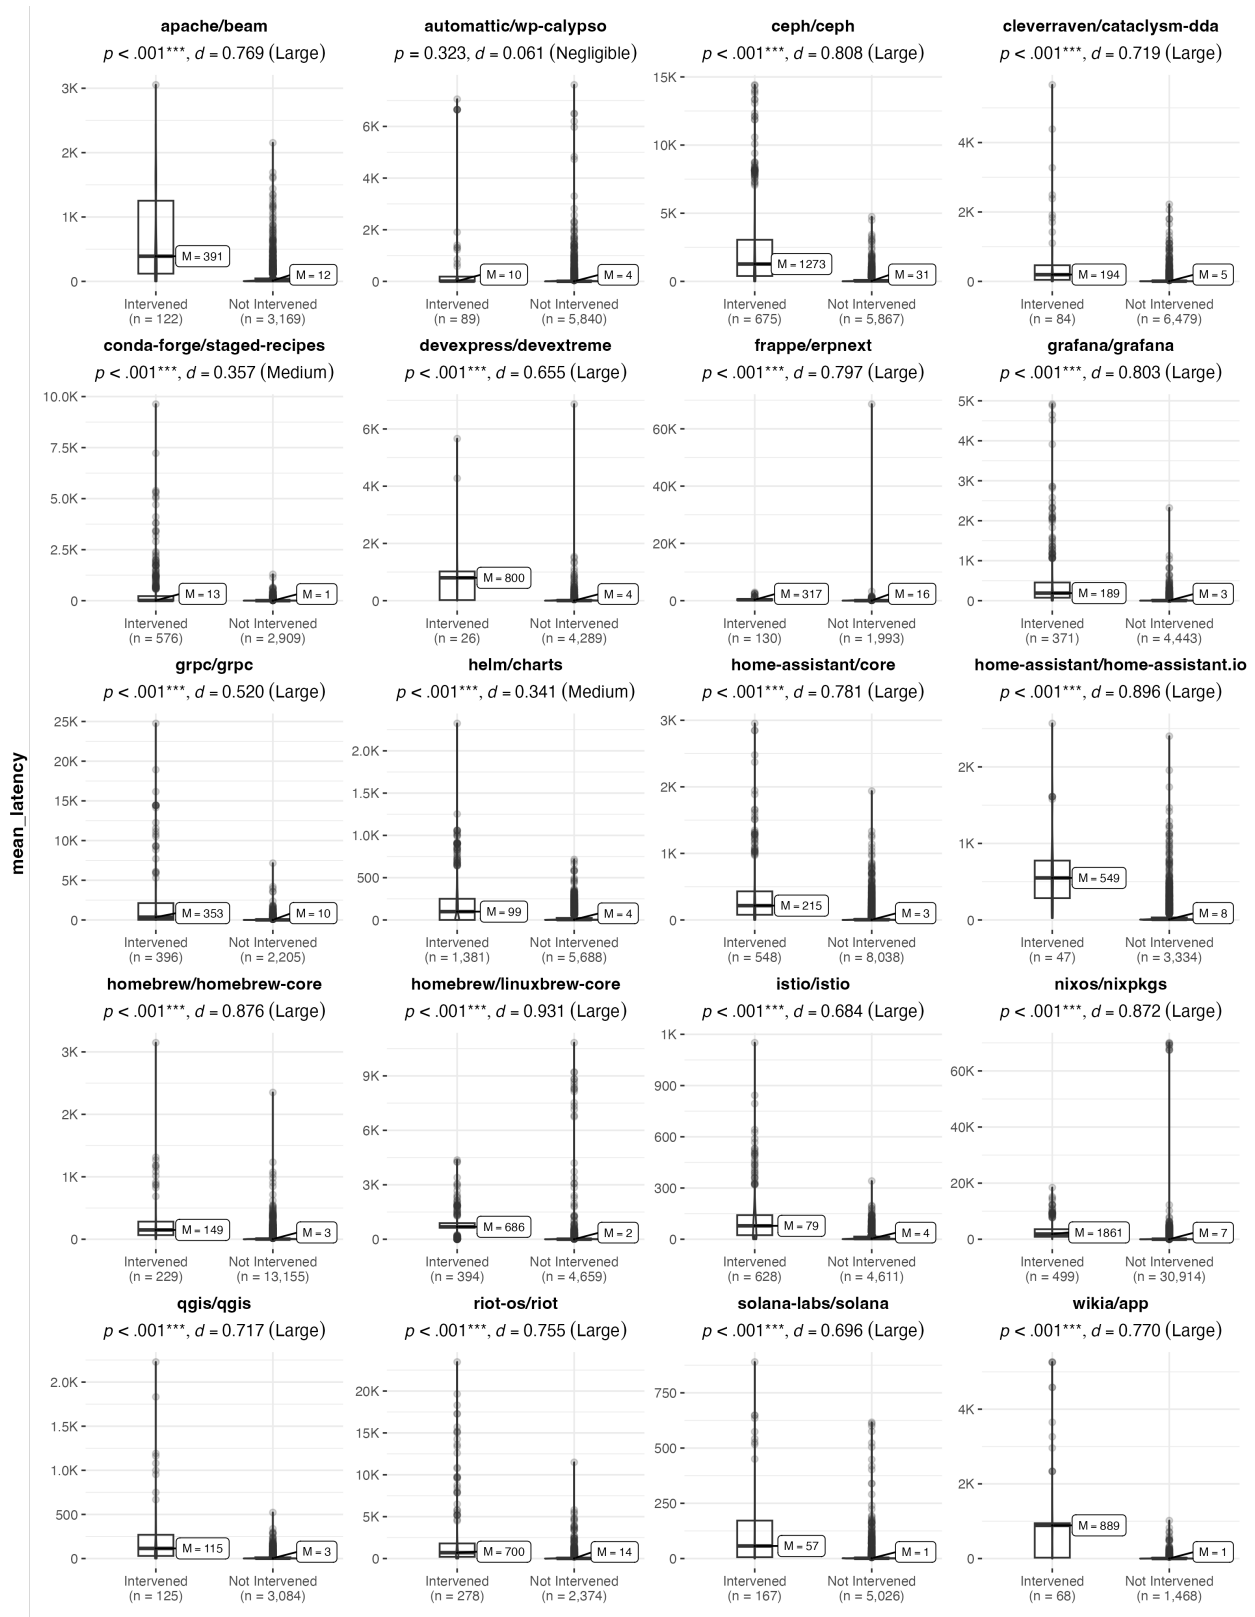 mean_latency
apache/beam
p < .001***, d = 0.769 (Large)
3K
2K
1K
0
M = 391
M = 12
Intervened
(n = 122)
Not Intervened
(n = 3,169)
automattic/wp-calypso
p = 0.323, d = 0.061 (Negligible)
6K
4K
2K
0
M = 10
M = 4
Intervened
(n = 89)
Not Intervened
(n = 5,840)
ceph/ceph
p < .001***, d = 0.808 (Large)
15K
10K
5K
0
M = 1273
M = 31
Intervened
(n = 675)
Not Intervened
(n = 5,867)
cleverraven/cataclysm-dda
p < .001***, d = 0.719 (Large)
4K
2K
0
M = 194
M = 5
Intervened
(n = 84)
Not Intervened
(n = 6,479)
conda-forge/staged-recipes
p < .001***, d = 0.357 (Medium)
10.0K
7.5K
5.0K
2.5K
0
M = 13
M = 1
Intervened
(n = 576)
Not Intervened
(n = 2,909)
devexpress/devextreme
p < .001***, d = 0.655 (Large)
6K
4K
2K
0
M = 800
M = 4
Intervened
(n = 26)
Not Intervened
(n = 4,289)
frappe/erpnext
p < .001***, d = 0.797 (Large)
60K
40K
20K
0
M = 317
M = 16
Intervened
(n = 130)
Not Intervened
(n = 1,993)
grafana/grafana
p < .001***, d = 0.803 (Large)
5K
4K
3K
2K
1K
0
M = 189
M = 3
Intervened
(n = 371)
Not Intervened
(n = 4,443)
grpc/grpc
p < .001***, d = 0.520 (Large)
25K
20K
15K
10K
5K
0
M = 353
M = 10
Intervened
(n = 396)
Not Intervened
(n = 2,205)
helm/charts
p < .001***, d = 0.341 (Medium)
2.0K
1.5K
1.0K
500
0
M = 99
M = 4
Intervened
(n = 1,381)
Not Intervened
(n = 5,688)
home-assistant/core
p < .001***, d = 0.781 (Large)
3K
2K
1K
0
M = 215
M = 3
Intervened
(n = 548)
Not Intervened
(n = 8,038)
home-assistant/home-assistant.io
p < .001***, d = 0.896 (Large)
2K
1K
0
M = 549
M = 8
Intervened
(n = 47)
Not Intervened
(n = 3,334)
homebrew/homebrew-core
p < .001***, d = 0.876 (Large)
3K
2K
1K
0
M = 149
M = 3
Intervened
(n = 229)
Not Intervened
(n = 13,155)
homebrew/linuxbrew-core
p < .001***, d = 0.931 (Large)
9K
6K
3K
0
M = 686
M = 2
Intervened
(n = 394)
Not Intervened
(n = 4,659)
istio/istio
p < .001***, d = 0.684 (Large)
1K
900
600
300
0
M = 79
M = 4
Intervened
(n = 628)
Not Intervened
(n = 4,611)
nixos/nixpkgs
p < .001***, d = 0.872 (Large)
60K
40K
20K
0
M = 1861
M = 7
Intervened
(n = 499)
Not Intervened
(n = 30,914)
qgis/qgis
p < .001***, d = 0.717 (Large)
2.0K
1.5K
1.0K
500
0
M = 115
M = 3
Intervened
(n = 125)
Not Intervened
(n = 3,084)
riot-os/riot
p < .001***, d = 0.755 (Large)
20K
15K
10K
5K
0
M = 700
M = 14
Intervened
(n = 278)
Not Intervened
(n = 2,374)
solana-labs/solana
p < .001***, d = 0.696 (Large)
750
500
250
0
M = 57
M = 1
Intervened
(n = 167)
Not Intervened
(n = 5,026)
wikia/app
p < .001***, d = 0.770 (Large)
4K
2K
0
M = 889
M = 1
Intervened
(n = 68)
Not Intervened
(n = 1,468)